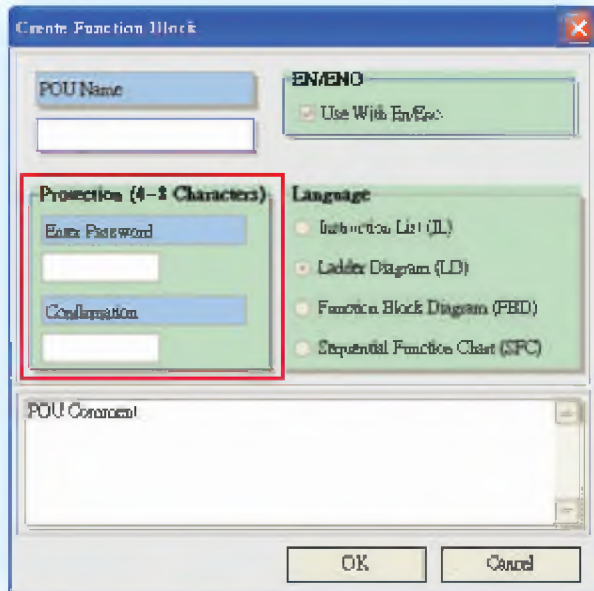 Create Function Block
POU Name
EN/ENO
Use With En/Eno
Protection (4~8 Characters)
Enter Password
Confirmation
Language
Instruction List (IL)
Ladder Diagram (LD)
Function Block Diagram (FBD)
Sequential Function Chart (SFC)
POU Comment
OK
Cancel